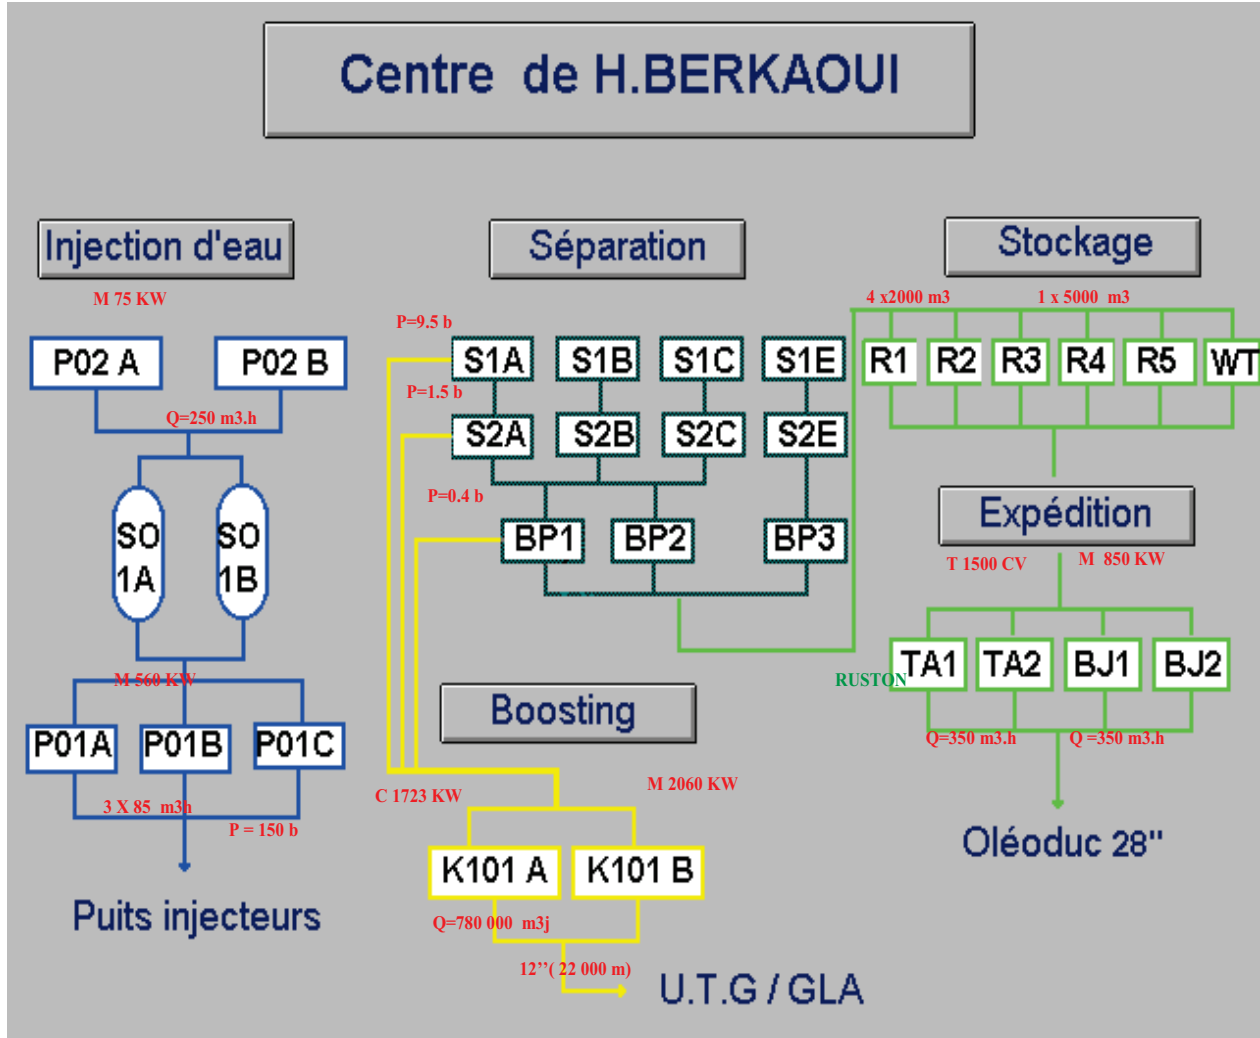 Centre de H.BERKAOUI
Injection d'eau
M 75 KW
P02 A
P02 B
Q=250 m3.h
SO
1A
SO
1B
M 560 KW
P01A
P01B
P01C
3 X 85 m3h
P = 150 b
Puits injecteurs
Séparation
P=9.5 b
S1A
S1B
S1C
S1E
P=1.5 b
S2A
S2B
S2C
S2E
P=0.4 b
BP1
BP2
BP3
Boosting
C 1723 KW
M 2060 KW
K101 A
K101 B
Q=780 000 m3j
12’’( 22 000 m)
U.T.G / GLA
Stockage
4 x2000 m3
1 x 5000 m3
R1
R2
R3
R4
R5
WT
Expédition
T 1500 CV
M 850 KW
RUSTON
TA1
TA2
BJ1
BJ2
Q=350 m3.h
Q =350 m3.h
Oléoduc 28"